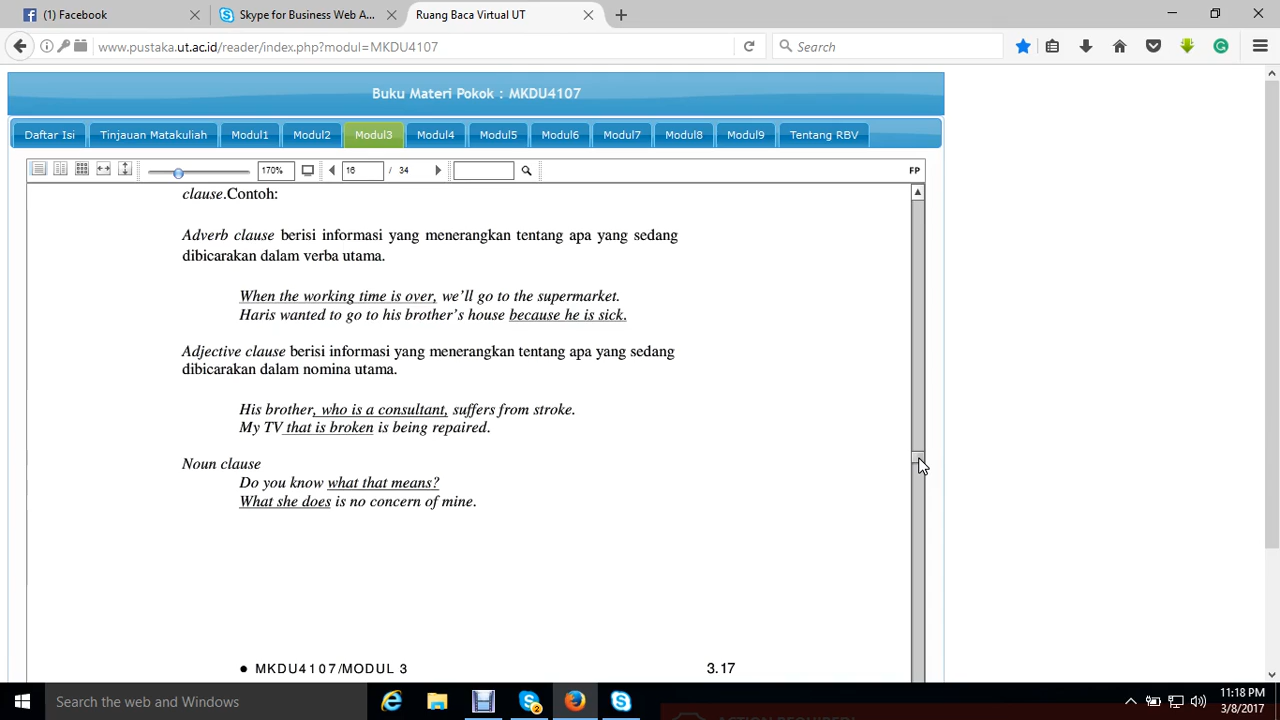 (1) Facebook
Skype for Business Web A...
Ruang Baca Virtual UT
www.pustaka.ut.ac.id/reader/index.php?modul=MKDU4107
Search
Buku Materi Pokok : MKDU4107
Daftar Isi
Tinjauan Matakuliah
Modul1
Modul2
Modul3
Modul4
Modul5
Modul6
Modul7
Modul8
Modul9
Tentang RBV
170%
16 / 34
FP
clause.Contoh:
Adverb clause berisi informasi yang menerangkan tentang apa yang sedang
dibicarakan dalam verba utama.
When the working time is over, we'll go to the supermarket.
Haris wanted to go to his brother's house because he is sick.
Adjective clause berisi informasi yang menerangkan tentang apa yang sedang
dibicarakan dalam nomina utama.
His brother, who is a consultant, suffers from stroke.
My TV that is broken is being repaired.
Noun clause
Do you know what that means?
What she does is no concern of mine.
● MKDU4107/MODUL 3 3.17
Search the web and Windows
2
11:18 PM
3/8/2017